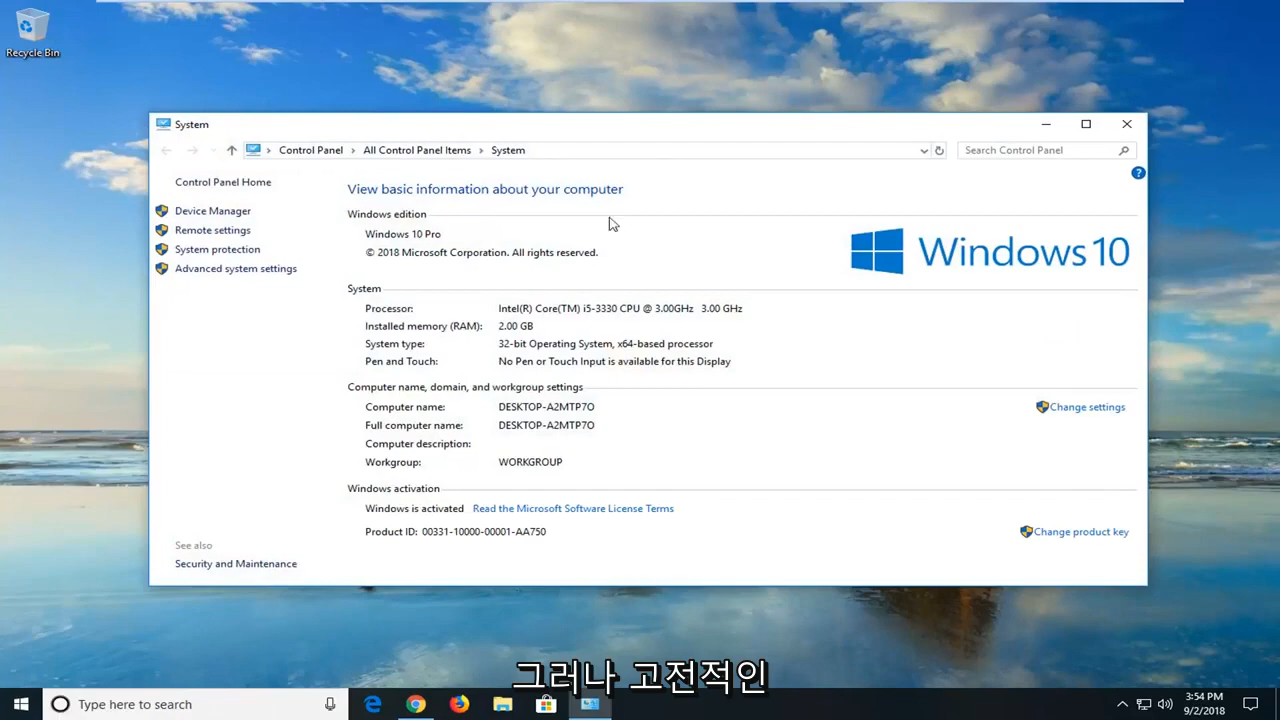 Recycle Bin
System
Control Panel > All Control Panel Items > System
Search Control Panel
Control Panel Home
Device Manager
Remote settings
System protection
Advanced system settings
See also
Security and Maintenance
View basic information about your computer
Windows edition
Windows 10 Pro
© 2018 Microsoft Corporation. All rights reserved.
Windows 10
System
Processor: Intel(R) Core(TM) i5-3330 CPU @ 3.00GHz 3.00 GHz
Installed memory (RAM): 2.00 GB
System type: 32-bit Operating System, x64-based processor
Pen and Touch: No Pen or Touch Input is available for this Display
Computer name, domain, and workgroup settings
Computer name: DESKTOP-A2MTP7O
Change settings
Full computer name: DESKTOP-A2MTP7O
Computer description:
Workgroup: WORKGROUP
Windows activation
Windows is activated Read the Microsoft Software License Terms
Product ID: 00331-10000-00001-AA750
Change product key
그러나 고전적인
Type here to search
3:54 PM
9/2/2018